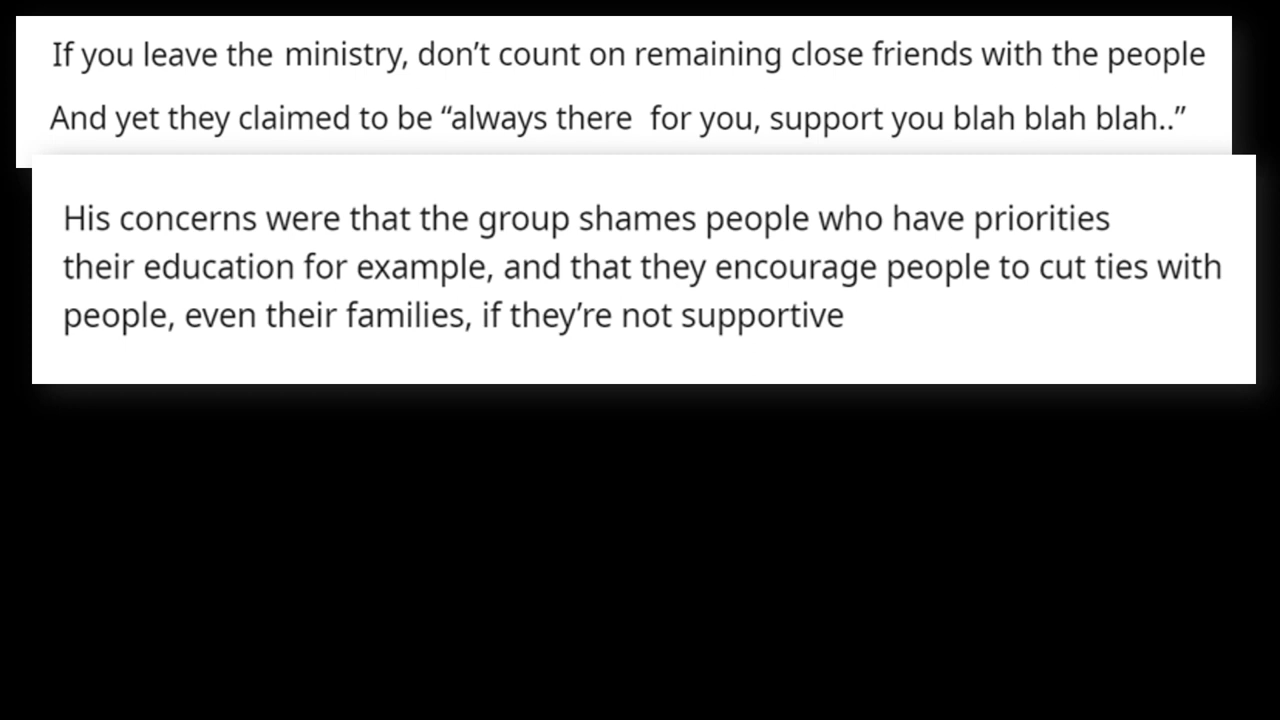 If you leave the ministry, don’t count on remaining close friends with the people
And yet they claimed to be “always there for you, support you blah blah blah..”
His concerns were that the group shames people who have priorities
their education for example, and that they encourage people to cut ties with
people, even their families, if they’re not supportive